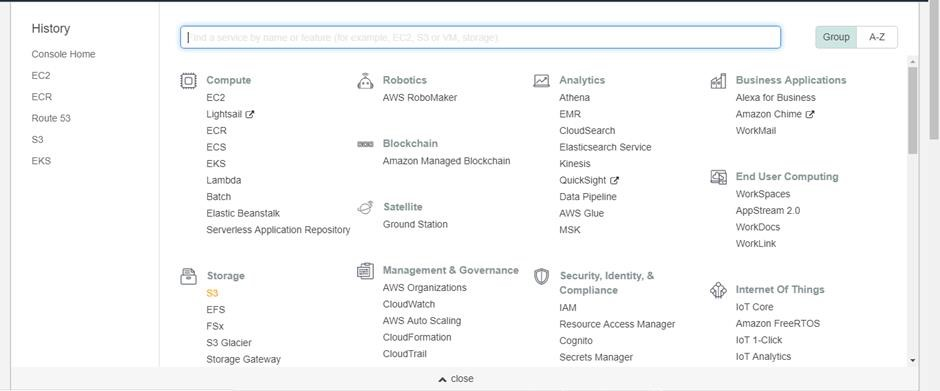 History
Console Home
EC2
ECR
Route 53
S3
EKS
Find a service by name or feature (for example, EC2, S3 or VM, storage).
Group
A-Z
Compute
EC2
Lightsail
ECR
ECS
EKS
Lambda
Batch
Elastic Beanstalk
Serverless Application Repository
Storage
S3
EFS
FSx
S3 Glacier
Storage Gateway
Robotics
AWS RoboMaker
Blockchain
Amazon Managed Blockchain
Satellite
Ground Station
Management & Governance
AWS Organizations
CloudWatch
AWS Auto Scaling
CloudFormation
CloudTrail
Analytics
Athena
EMR
CloudSearch
Elasticsearch Service
Kinesis
QuickSight
Data Pipeline
AWS Glue
MSK
Security, Identity, &
Compliance
IAM
Resource Access Manager
Cognito
Secrets Manager
Business Applications
Alexa for Business
Amazon Chime
WorkMail
End User Computing
WorkSpaces
AppStream 2.0
WorkDocs
WorkLink
Internet Of Things
IoT Core
Amazon FreeRTOS
IoT 1-Click
IoT Analytics
close